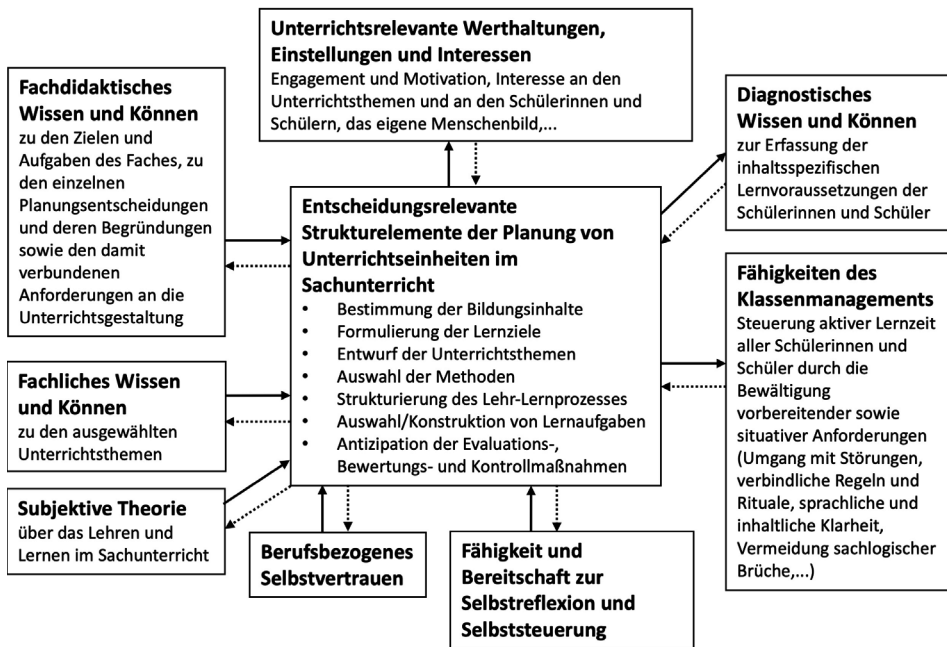 Unterrichtsrelevante Werthaltungen,
Einstellungen und Interessen
Engagement und Motivation, Interesse an den
Unterrichtsthemen und an den Schülerinnen und
Schülern, das eigene Menschenbild,...
Fachdidaktisches
Wissen und Können
zu den Zielen und
Aufgaben des Faches, zu
den einzelnen
Planungsentscheidungen
und deren Begründungen
sowie den damit
verbundenen
Anforderungen an die
Unterrichtsgestaltung
Diagnostisches
Wissen und Können
zur Erfassung der
inhaltsspezifischen
Lernvoraussetzungen der
Schülerinnen und Schüler
Entscheidungsrelevante
Strukturelemente der Planung von
Unterrichtseinheiten im
Sachunterricht
• Bestimmung der Bildungsinhalte
• Formulierung der Lernziele
• Entwurf der Unterrichtsthemen
• Auswahl der Methoden
• Strukturierung des Lehr-Lernprozesses
• Auswahl/Konstruktion von Lernaufgaben
• Antizipation der Evaluations-,
Bewertungs- und Kontrollmaßnahmen
Fähigkeiten des
Klassenmanagements
Steuerung aktiver Lernzeit
aller Schülerinnen und
Schüler durch die
Bewältigung
vorbereitender sowie
situativer Anforderungen
(Umgang mit Störungen,
verbindliche Regeln und
Rituale, sprachliche und
inhaltliche Klarheit,
Vermeidung sachlogischer
Brüche,...)
Fachliches Wissen
und Können
zu den ausgewählten
Unterrichtsthemen
Subjektive Theorie
über das Lehren und
Lernen im Sachunterricht
Berufsbezogenes
Selbstvertrauen
Fähigkeit und
Bereitschaft zur
Selbstreflexion und
Selbststeuerung